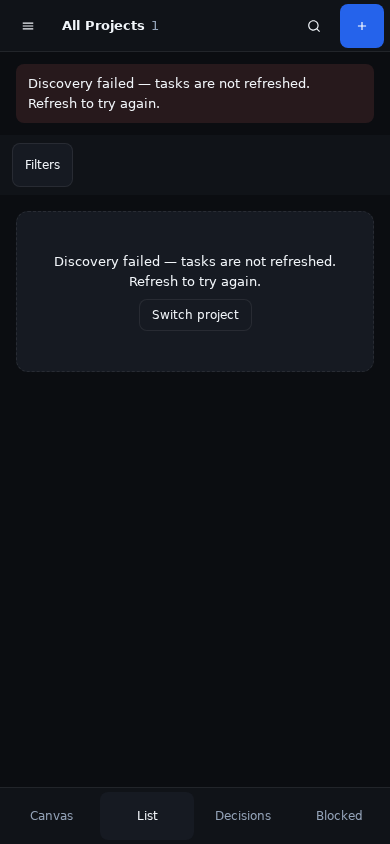 All Projects 1
Discovery failed — tasks are not refreshed.
Refresh to try again.
Filters
Discovery failed — tasks are not refreshed.
Refresh to try again.
Switch project
Canvas List Decisions Blocked